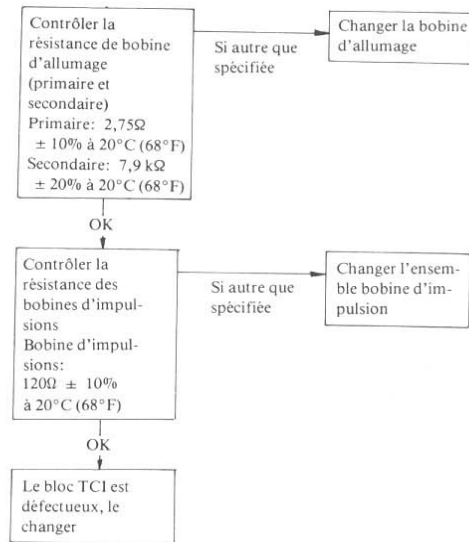 Contrôler la
résistance de bobine
d'allumage
(primaire et
secondaire)
Primaire: 2,75Ω
± 10% à 20°C (68°F)
Secondaire: 7,9 kΩ
± 20% à 20°C (68°F)
Si autre que
spécifiée
Changer la bobine
d'allumage
OK
Contrôler la
résistance des
bobines d'impul-
sions
Bobine d'impul-
sions:
120Ω ± 10%
à 20°C (68°F)
Si autre que
spécifiée
Changer l'ensem-
ble bobine d'im-
pulsion
OK
Le bloc TCI est
défectueux, le
changer